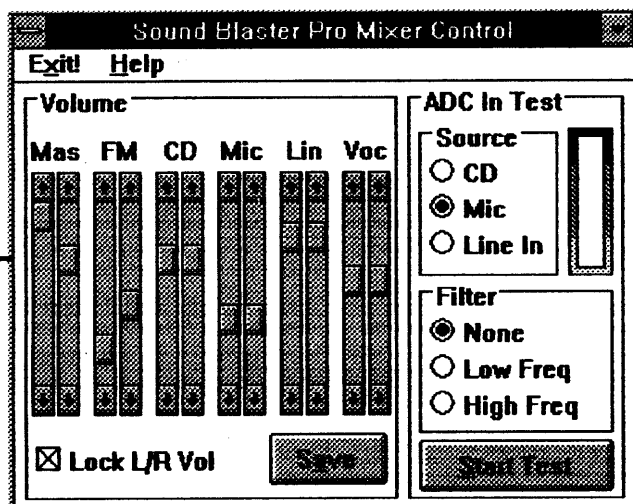 Sound Blaster Pro Mixer Control
Exit! Help
Volume
Mas FM CD Mic Lin Voc
Lock L/R Vol
Save
ADC In Test
Source
CD
Mic
Line In
Filter
None
Low Freq
High Freq
Start Test